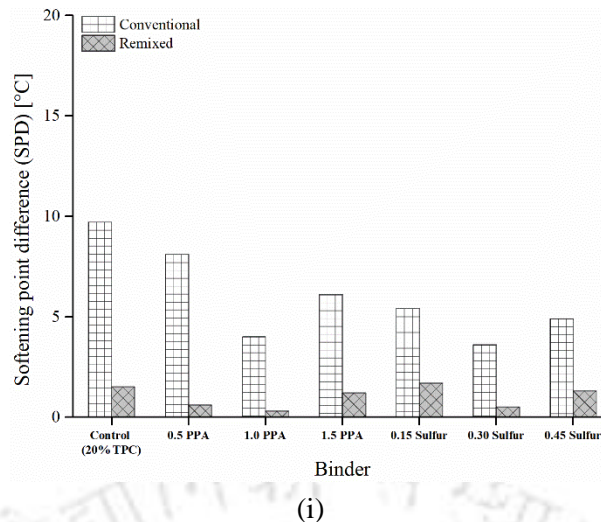 20
15
10
5
0
Softening point difference (SPD) [°C]
Conventional
Remixed
Control
(20% TPC)
0.5 PPA
1.0 PPA
1.5 PPA
0.15 Sulfur
0.30 Sulfur
0.45 Sulfur
Binder
(i)